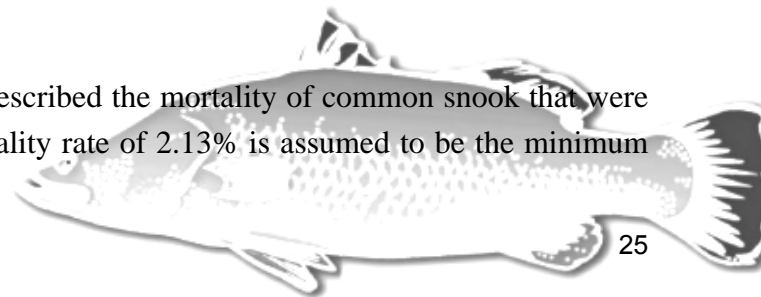 escribed the mortality of common snook that were
ality rate of 2.13% is assumed to be the minimum
25